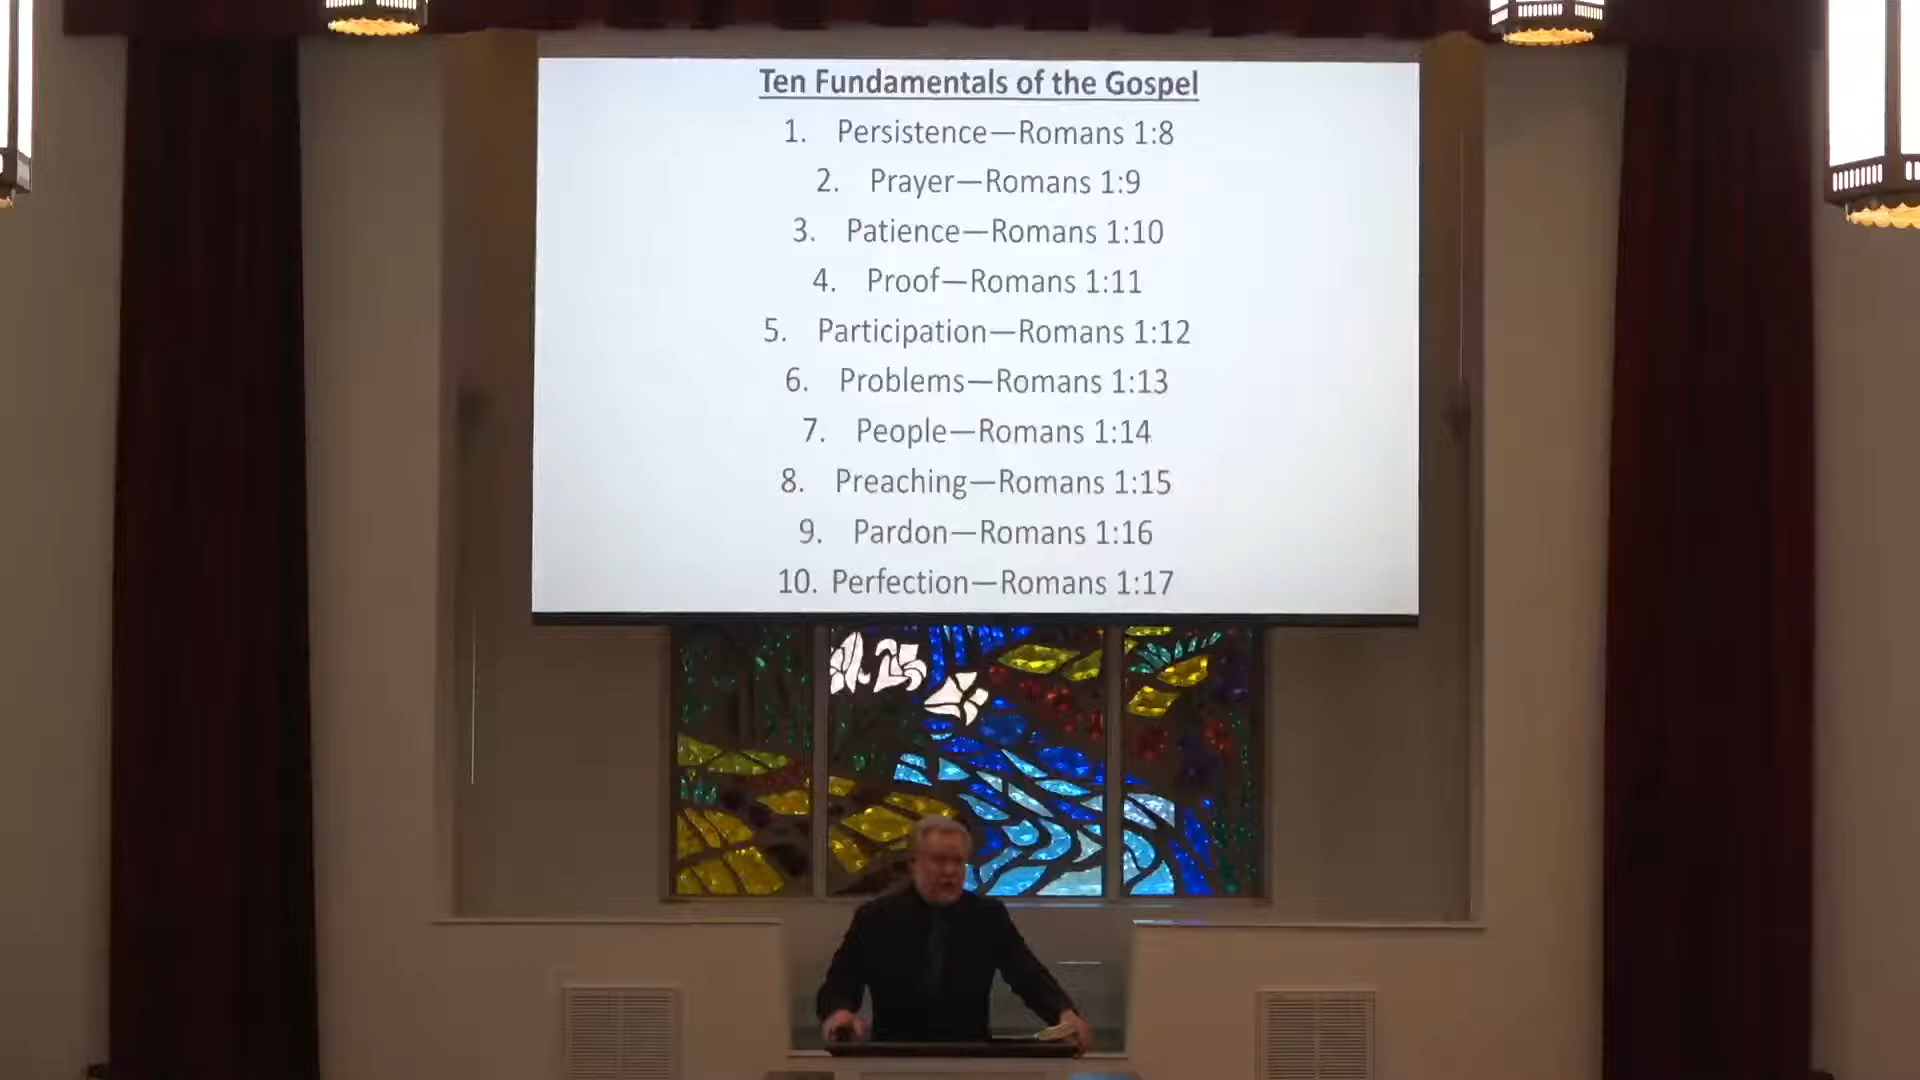 Ten Fundamentals of the Gospel
1. Persistence—Romans 1:8
2. Prayer—Romans 1:9
3. Patience—Romans 1:10
4. Proof—Romans 1:11
5. Participation—Romans 1:12
6. Problems—Romans 1:13
7. People—Romans 1:14
8. Preaching—Romans 1:15
9. Pardon—Romans 1:16
10. Perfection—Romans 1:17